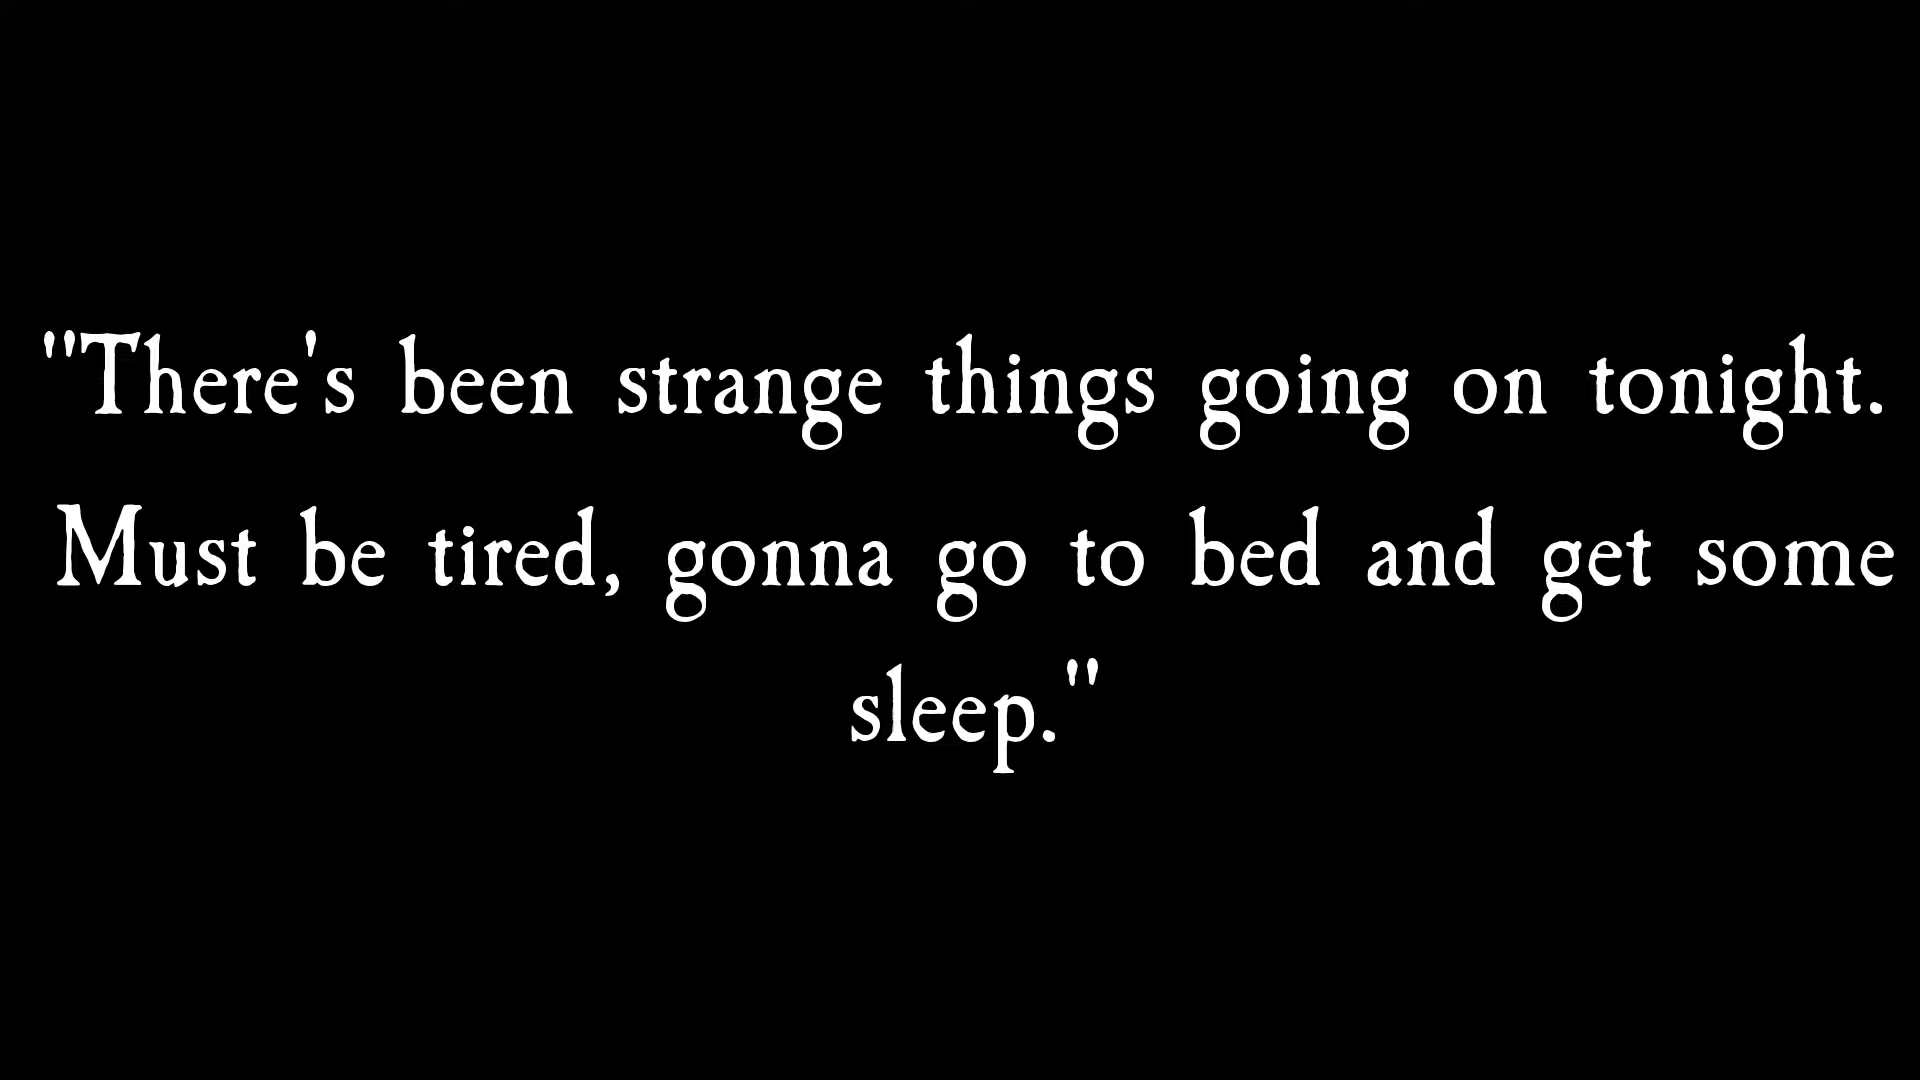 "There's been strange things going on tonight.
Must be tired, gonna go to bed and get some
sleep."